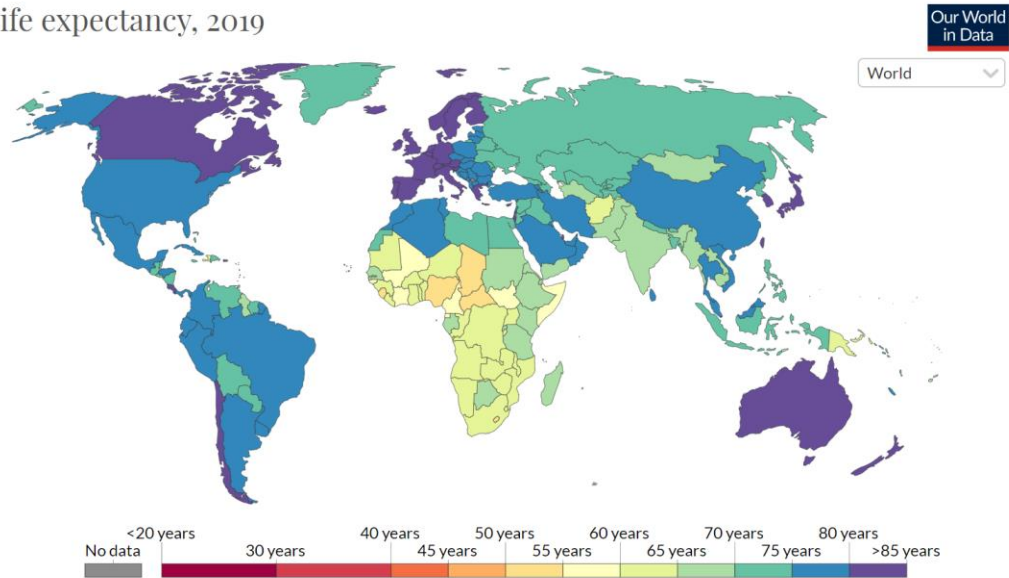 ife expectancy, 2019
Our World
in Data
World
<20 years
40 years
50 years
60 years
70 years
80 years
No data
30 years
45 years
55 years
65 years
75 years
>85 years